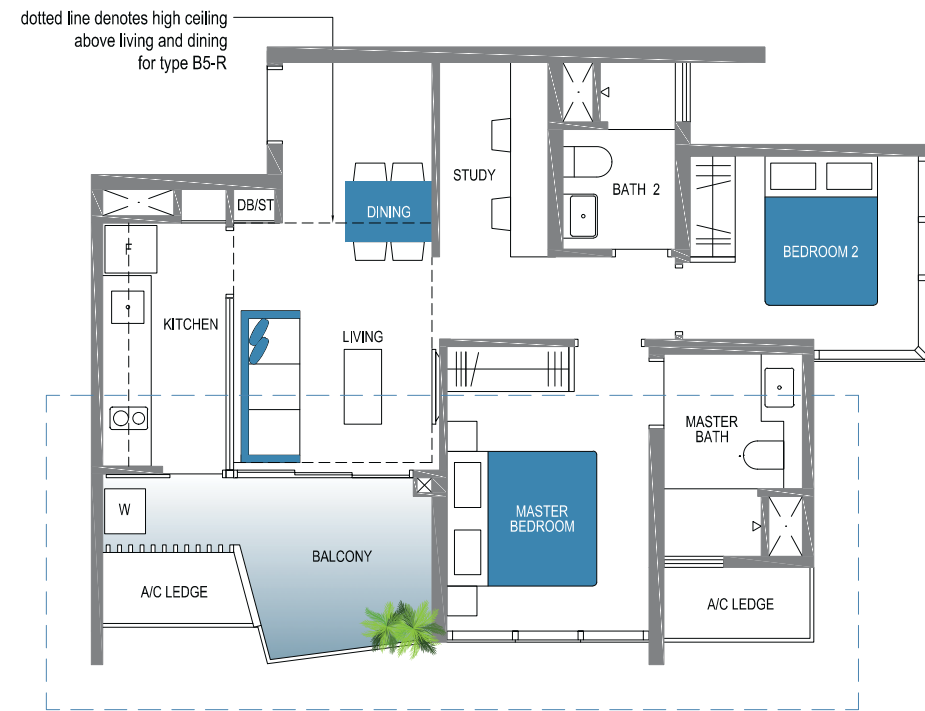 dotted line denotes high ceiling
above living and dining
for type B5-R
DB/ST
DINING
STUDY
BATH 2
BEDROOM 2
F
KITCHEN
LIVING
MASTER
BATH
W
BALCONY
MASTER
BEDROOM
A/C LEDGE
A/C LEDGE